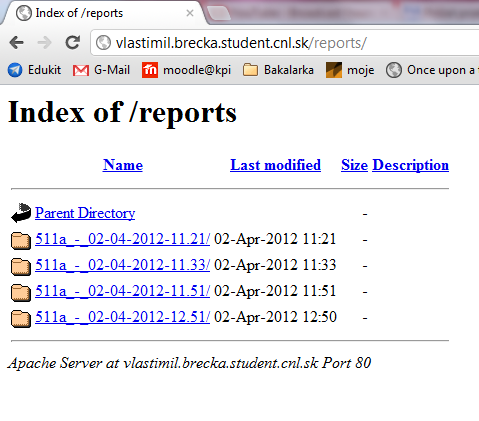 Index of /reports
vlastimil.brecka.student.cnl.sk/reports/
Edukit G-Mail moodle@kpi Bakalarka moje Once upon a
Index of /reports
Name Last modified Size Description
Parent Directory -
511a_-_02-04-2012-11.21/ 02-Apr-2012 11:21 -
511a_-_02-04-2012-11.33/ 02-Apr-2012 11:33 -
511a_-_02-04-2012-11.51/ 02-Apr-2012 11:51 -
511a_-_02-04-2012-12.51/ 02-Apr-2012 12:50 -
Apache Server at vlastimil.brecka.student.cnl.sk Port 80